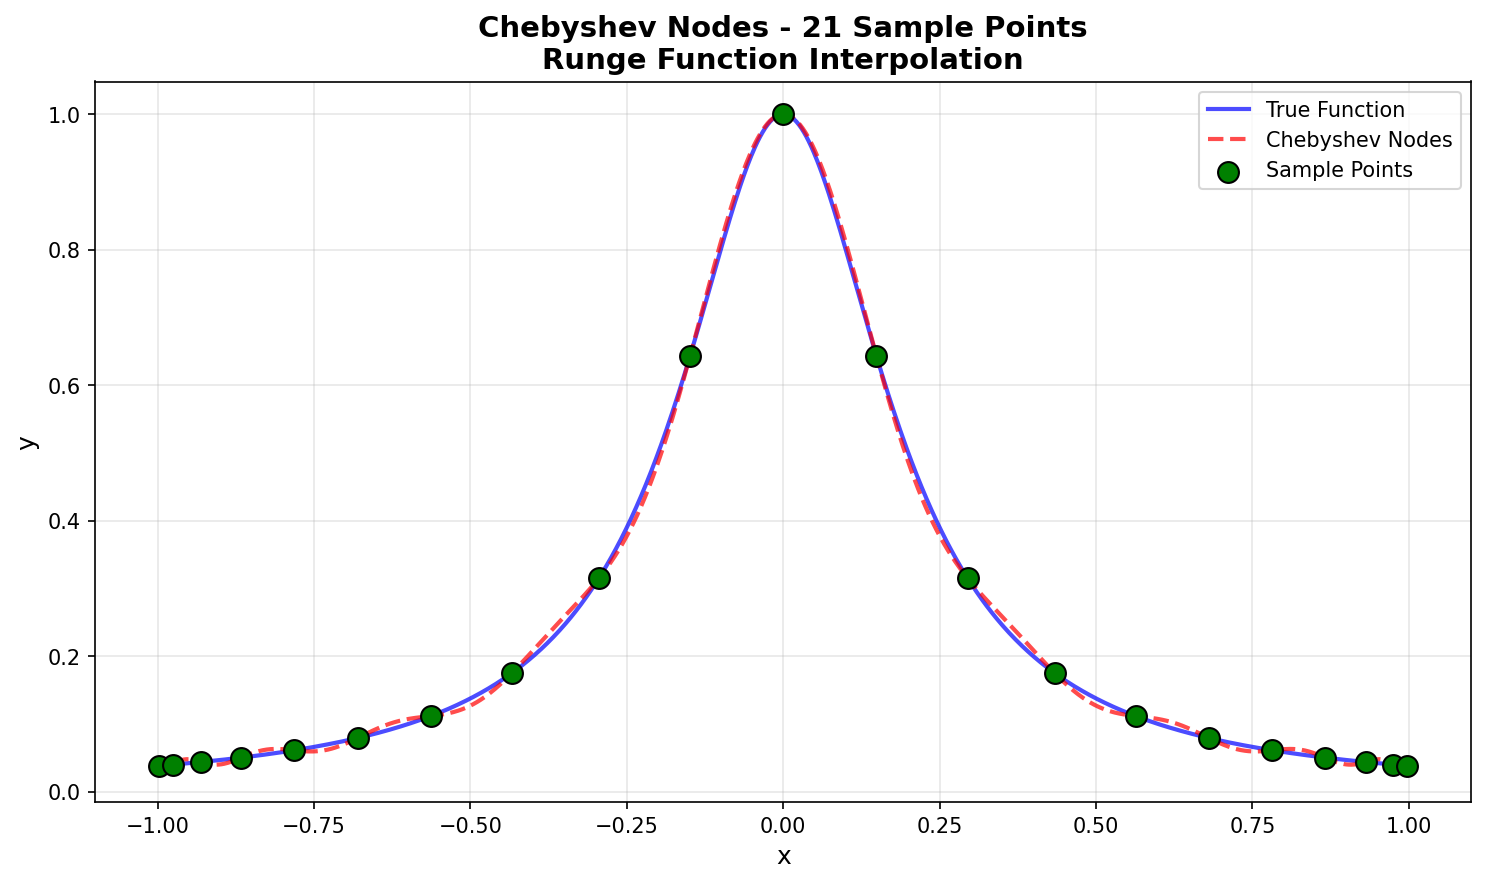 Chebyshev Nodes - 21 Sample Points
Runge Function Interpolation
True Function
Chebyshev Nodes
Sample Points
1.0
0.8
0.6
0.4
0.2
0.0
y
−1.00 −0.75 −0.50 −0.25 0.00 0.25 0.50 0.75 1.00
x